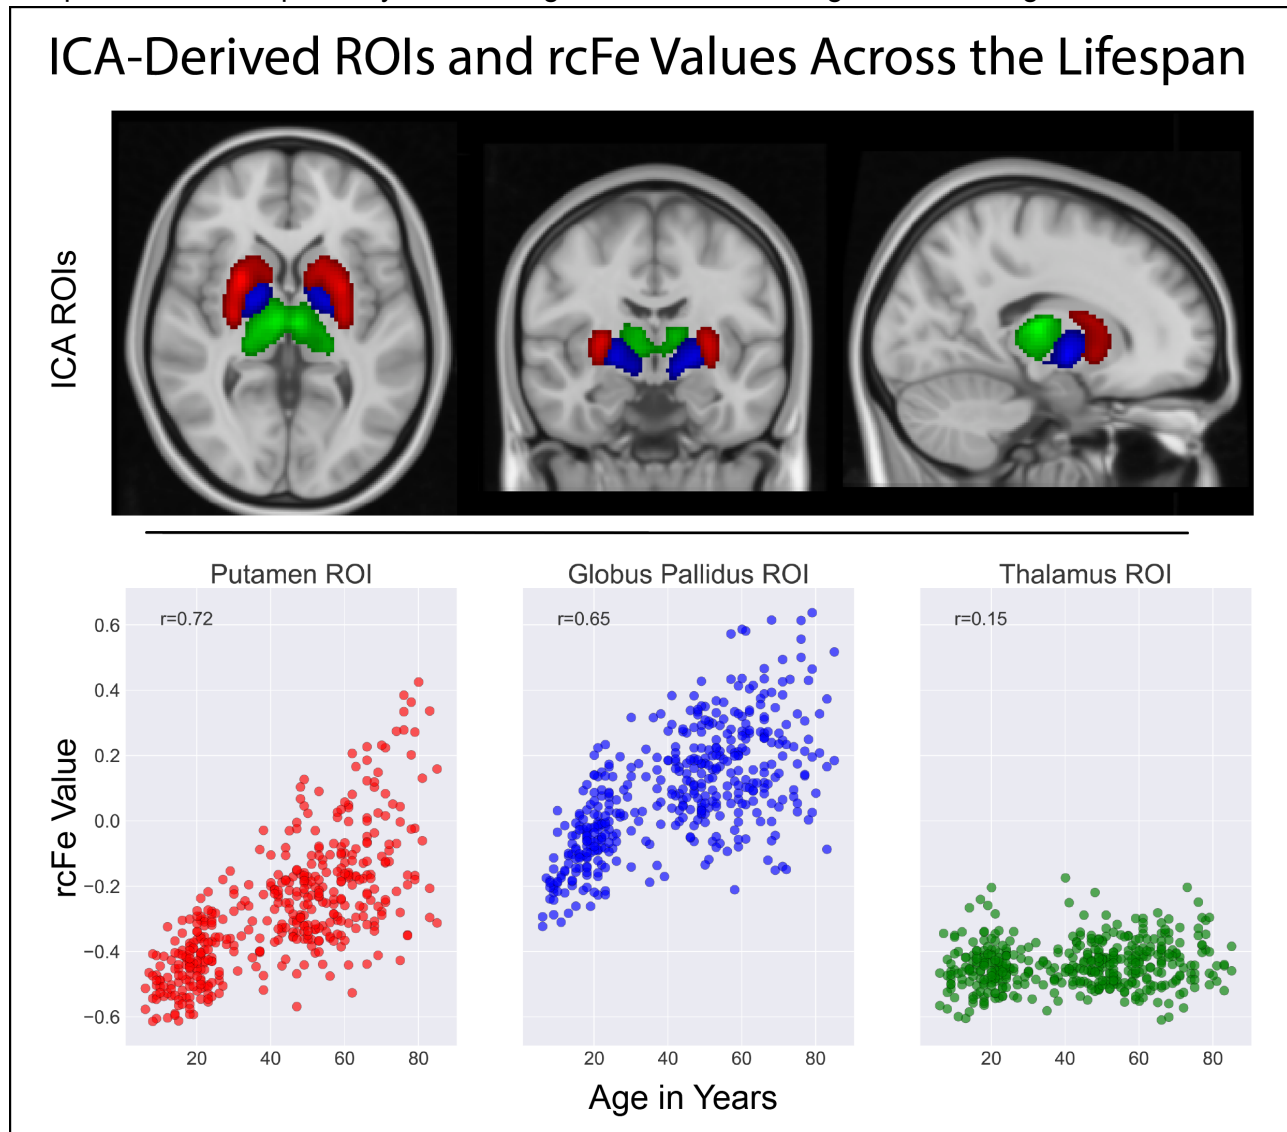 ICA-Derived ROIs and rcFe Values Across the Lifespan
ICA ROIs
Putamen ROI
Globus Pallidus ROI
Thalamus ROI
r=0.72
r=0.65
r=0.15
rcFe Value
0.6
0.4
0.2
0.0
−0.2
−0.4
−0.6
20 40 60 80
20 40 60 80
20 40 60 80
Age in Years